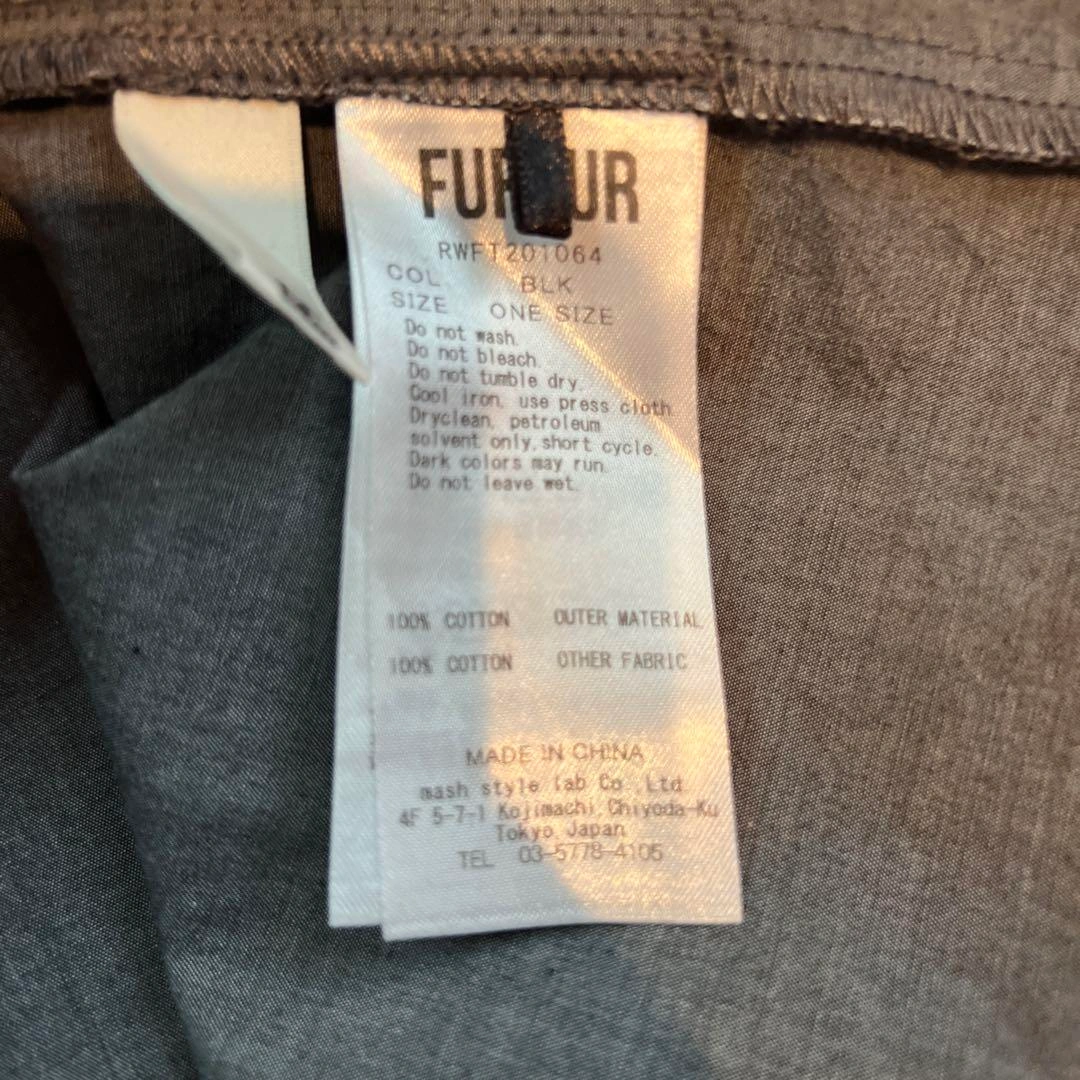 FUR UR
RWFT201064
COL BLK
SIZE ONE SIZE
Do not wash.
Do not bleach.
Do not tumble dry.
Cool iron, use press cloth
Dryclean, petroleum
solvent only, short cycle.
Dark colors may run.
Do not leave wet.
100% COTTON OUTER MATERIAL
100% COTTON OTHER FABRIC
MADE IN CHINA
mash style lab Co.,Ltd.
4F 5-7-1 Kojimachi, Chiyoda-Ku
Tokyo, Japan
TEL 03-5778-4105